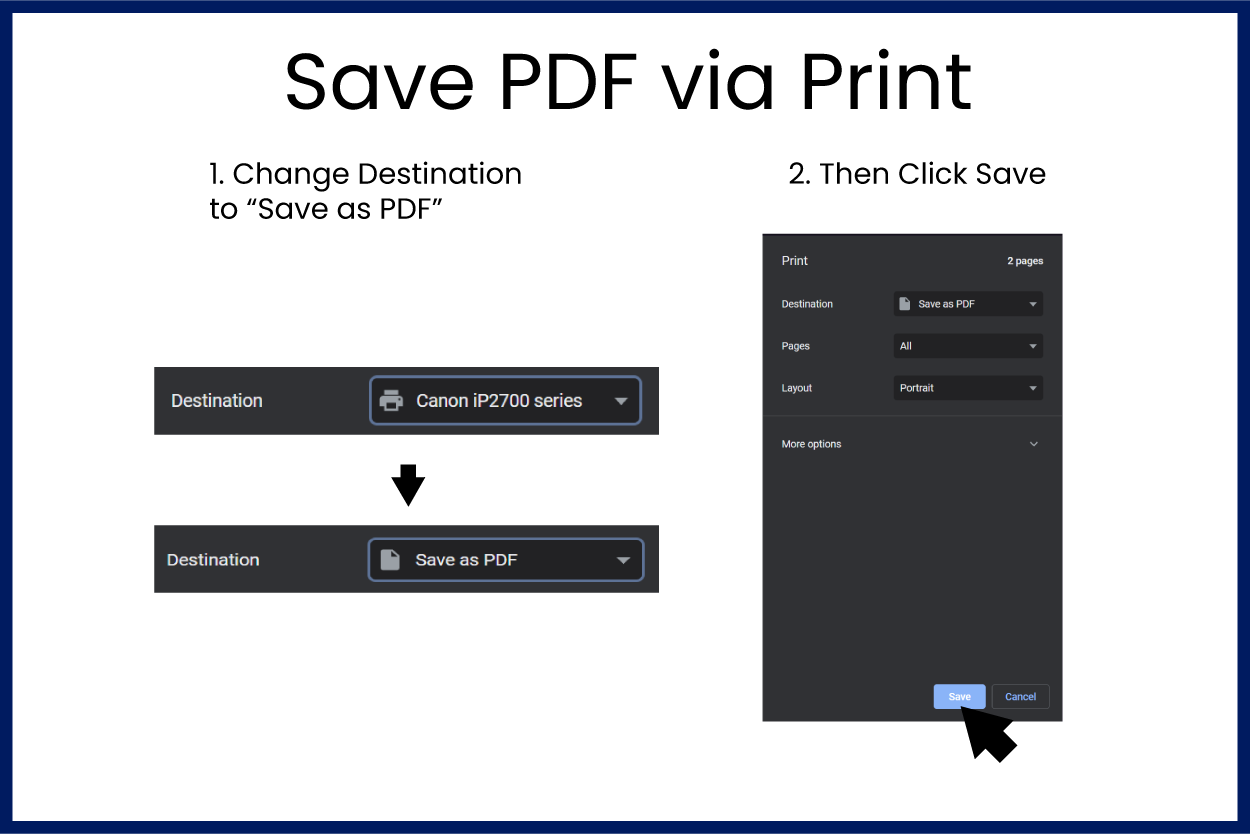 Save PDF via Print
1. Change Destination
to “Save as PDF”
Destination
Canon iP2700 series
Destination
Save as PDF
2. Then Click Save
Print
2 pages
Destination
Save as PDF
Pages
All
Layout
Portrait
More options
Save
Cancel